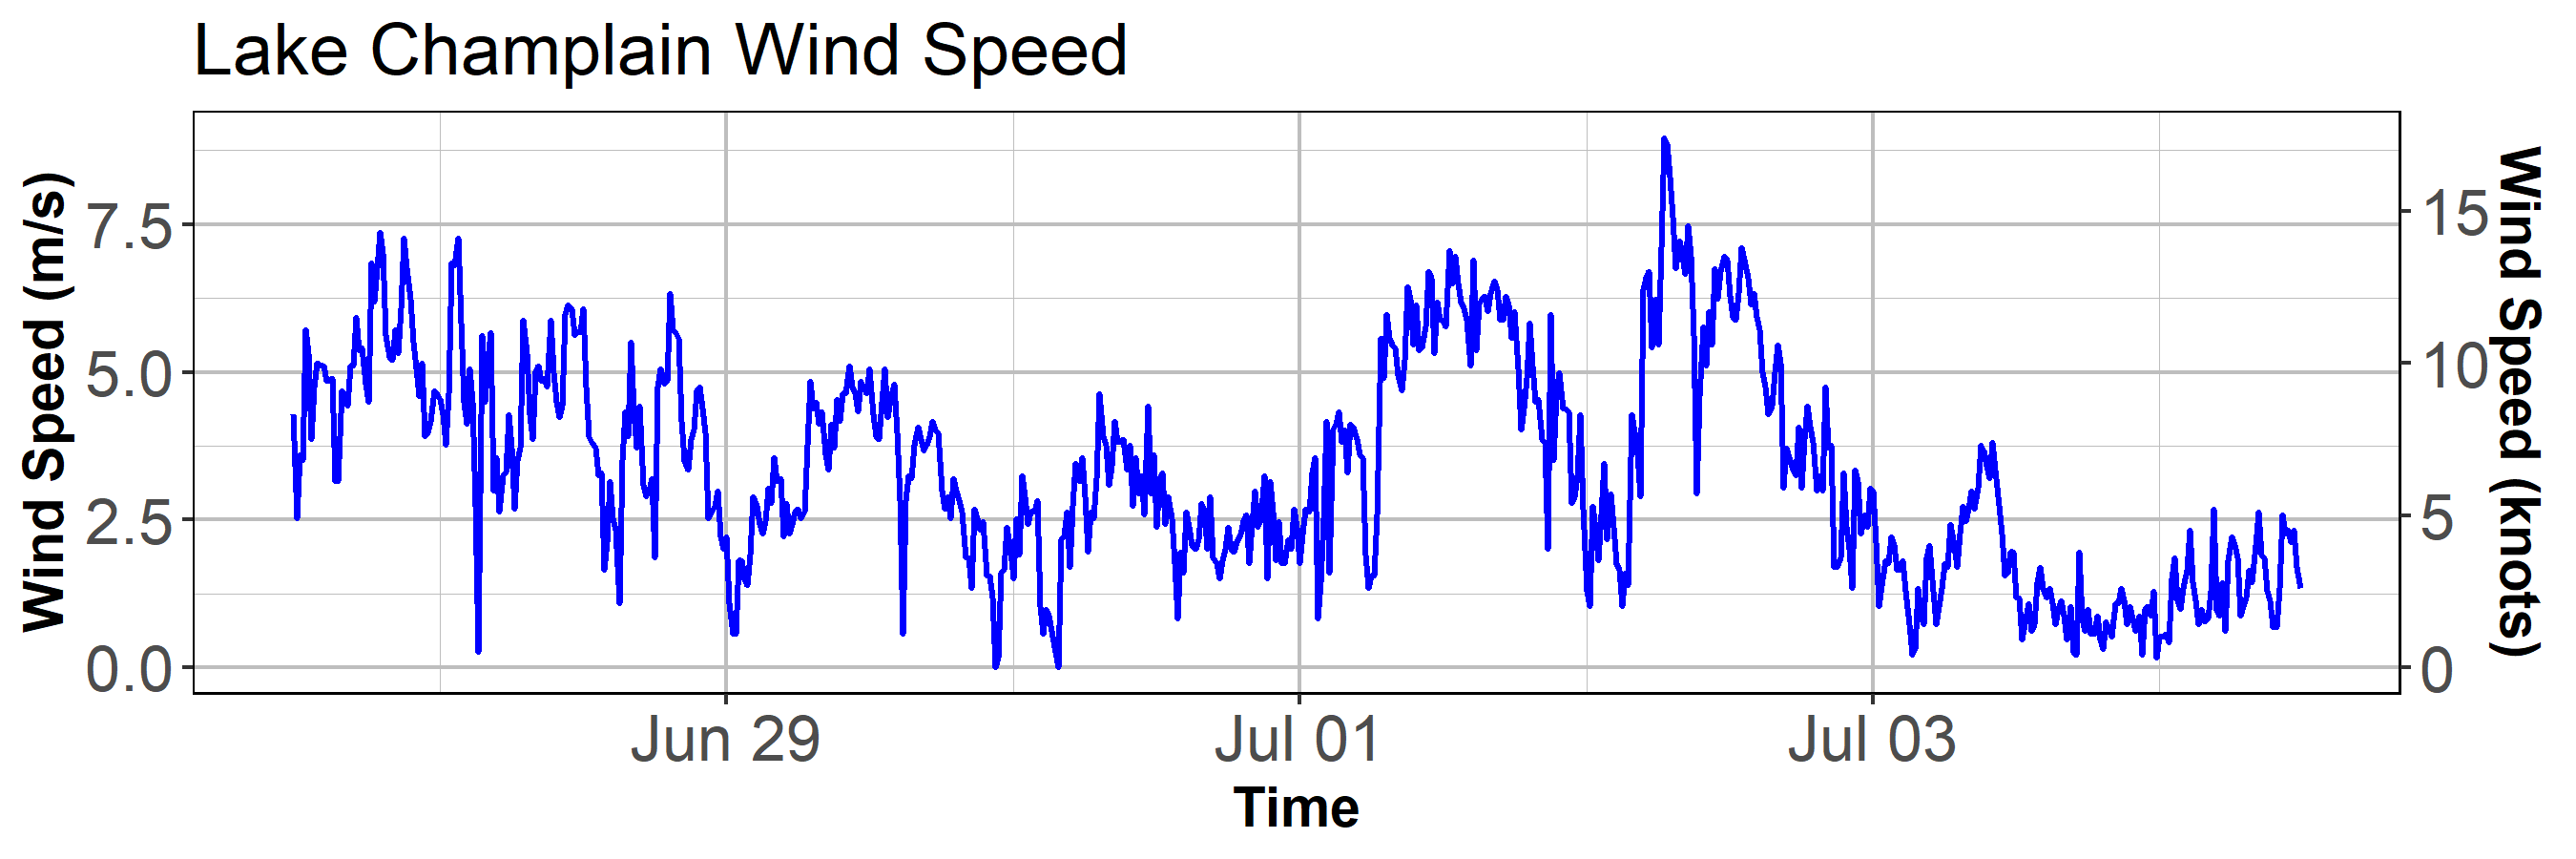 Lake Champlain Wind Speed
Wind Speed (m/s)
7.5
5.0
2.5
0.0
15
10
5
0
Wind Speed (knots)
Jun 29
Jul 01
Jul 03
Time